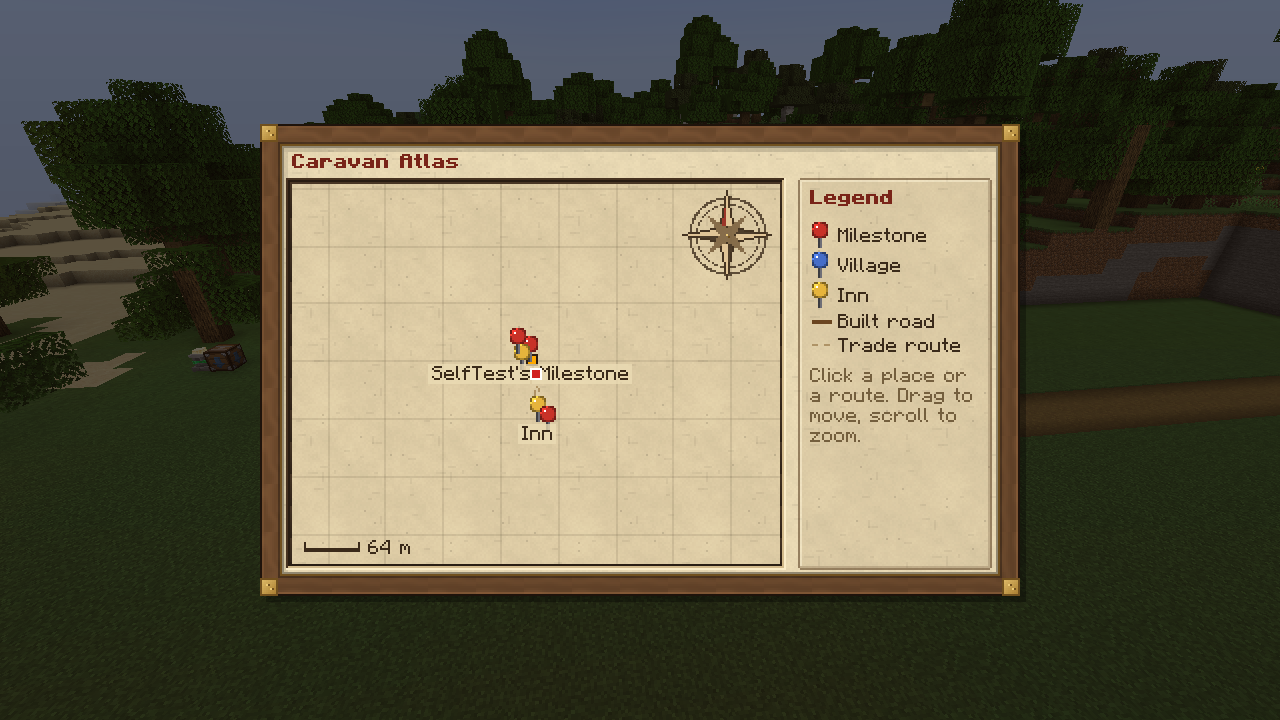 Caravan Atlas
SelfTest's Milestone
Inn
64 m
Legend
Milestone
Village
Inn
Built road
Trade route
Click a place or
a route. Drag to
move, scroll to
zoom.